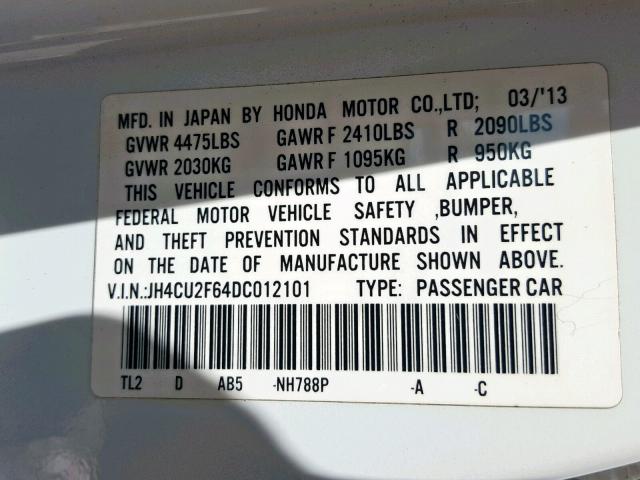 MFD. IN JAPAN BY HONDA MOTOR CO.,LTD; 03/'13
GVWR 4475LBS GAWR F 2410LBS R 2090LBS
GVWR 2030KG GAWR F 1095KG R 950KG
THIS VEHICLE CONFORMS TO ALL APPLICABLE
FEDERAL MOTOR VEHICLE SAFETY ,BUMPER,
AND THEFT PREVENTION STANDARDS IN EFFECT
ON THE DATE OF MANUFACTURE SHOWN ABOVE.
V.I.N.:JH4CU2F64DC012101 TYPE: PASSENGER CAR
TL2 D AB5 -NH788P -A -C